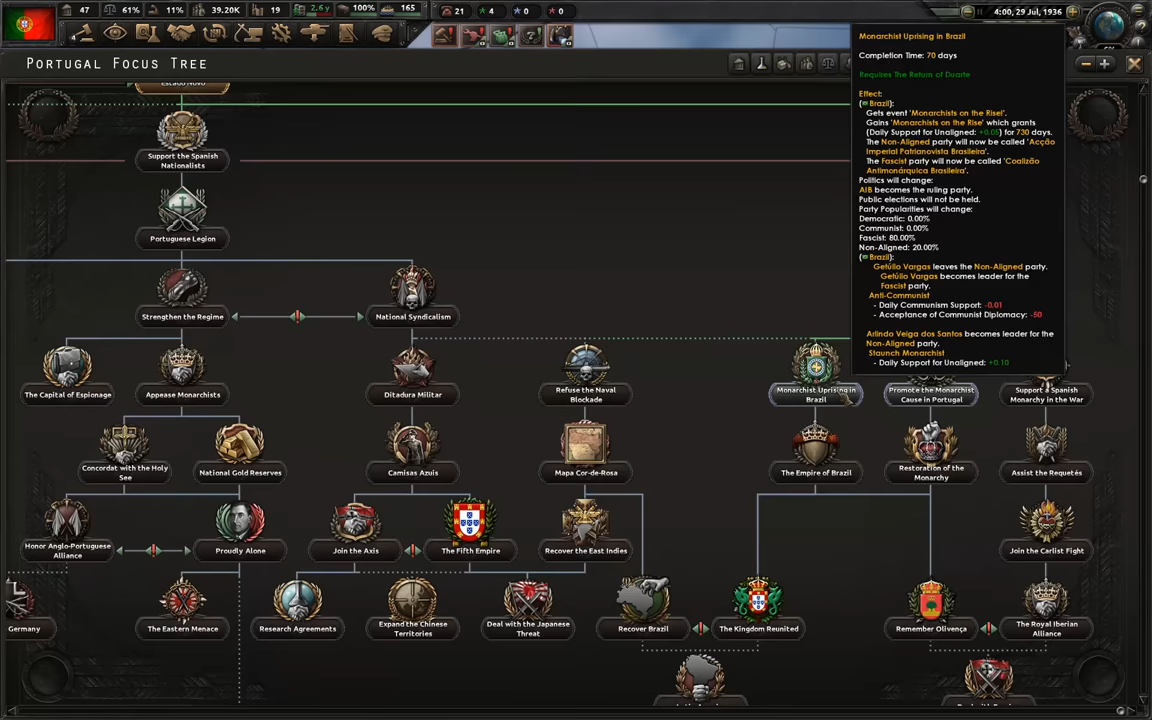 47
61%
11%
39.20K
19
2.6 y
100%
165
21
4
0
0
4:00, 29 Jul, 1936
PORTUGAL FOCUS TREE
Monarchist Uprising in Brazil
Completion Time: 70 days
Requires The Return of Duarte
Effect:
(Brazil):
Gets event 'Monarchists on the Rise!'.
Gains 'Monarchists on the Rise' which grants
(Daily Support for Unaligned: +0.05) for 730 days.
The Non-Aligned party will now be called 'Acção
Imperial Patrianovista Brasileira'.
The Fascist party will now be called 'Coalizão
Antimonárquica Brasileira'.
Politics will change:
AIB becomes the ruling party.
Public elections will not be held.
Party Popularities will change:
Democratic: 0.00%
Communist: 0.00%
Fascist: 80.00%
Non-Aligned: 20.00%
(Brazil):
Getúlio Vargas leaves the Non-Aligned party.
Getúlio Vargas becomes leader for the
Fascist party.
Anti-Communist
- Daily Communism Support: -0.01
- Acceptance of Communist Diplomacy: -50
Arlindo Veiga dos Santos becomes leader for the
Non-Aligned party.
Staunch Monarchist
- Daily Support for Unaligned: +0.10
Estado Novo
Support the Spanish
Nationalists
Portuguese Legion
Strengthen the Regime
National Syndicalism
The Capital of Espionage
Appease Monarchists
Ditadura Militar
Refuse the Naval
Blockade
Monarchist Uprising in
Brazil
Promote the Monarchist
Cause in Portugal
Support a Spanish
Monarchy in the War
Concordat with the Holy
See
National Gold Reserves
Camisas Azuis
Mapa Cor-de-Rosa
The Empire of Brazil
Restoration of the
Monarchy
Assist the Requetés
Honor Anglo-Portuguese
Alliance
Proudly Alone
Join the Axis
The Fifth Empire
Recover the East Indies
Join the Carlist Fight
Germany
The Eastern Menace
Research Agreements
Expand the Chinese
Territories
Deal with the Japanese
Threat
Recover Brazil
The Kingdom Reunited
Remember Olivença
The Royal Iberian
Alliance